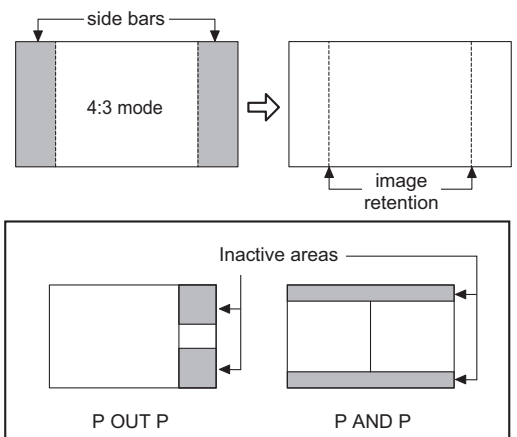 side bars
4:3 mode
image
retention
Inactive areas
P OUT P
P AND P